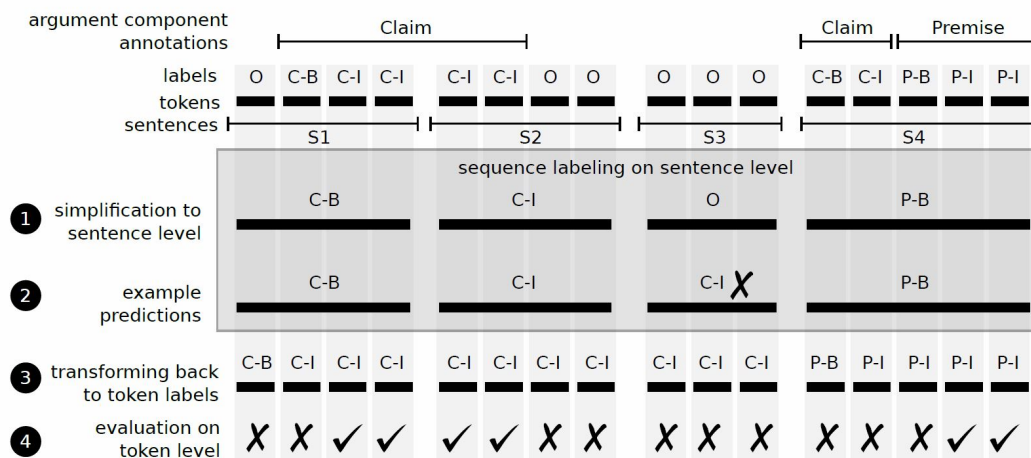 argument component annotations
Claim Claim Premise
labels O C-B C-I C-I C-I C-I O O O O O C-B C-I P-B P-I P-I
tokens
sentences S1 S2 S3 S4
sequence labeling on sentence level
1 simplification to sentence level C-B C-I O P-B
2 example predictions C-B C-I C-I ✗ P-B
3 transforming back to token labels C-B C-I C-I C-I C-I C-I C-I C-I C-I C-I C-I P-B P-I P-I P-I P-I
4 evaluation on token level ✗ ✗ ✓ ✓ ✓ ✓ ✗ ✗ ✗ ✗ ✗ ✗ ✗ ✗ ✓ ✓